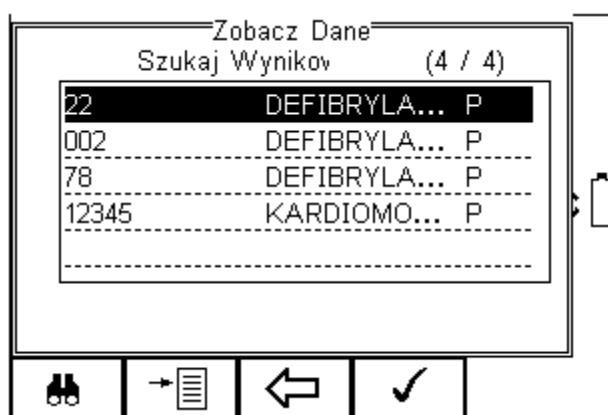 Zobacz Dane
Szukaj Wynikov (4 / 4)
22 DEFIBRYLA... P
002 DEFIBRYLA... P
78 DEFIBRYLA... P
12345 KARDIOMO... P